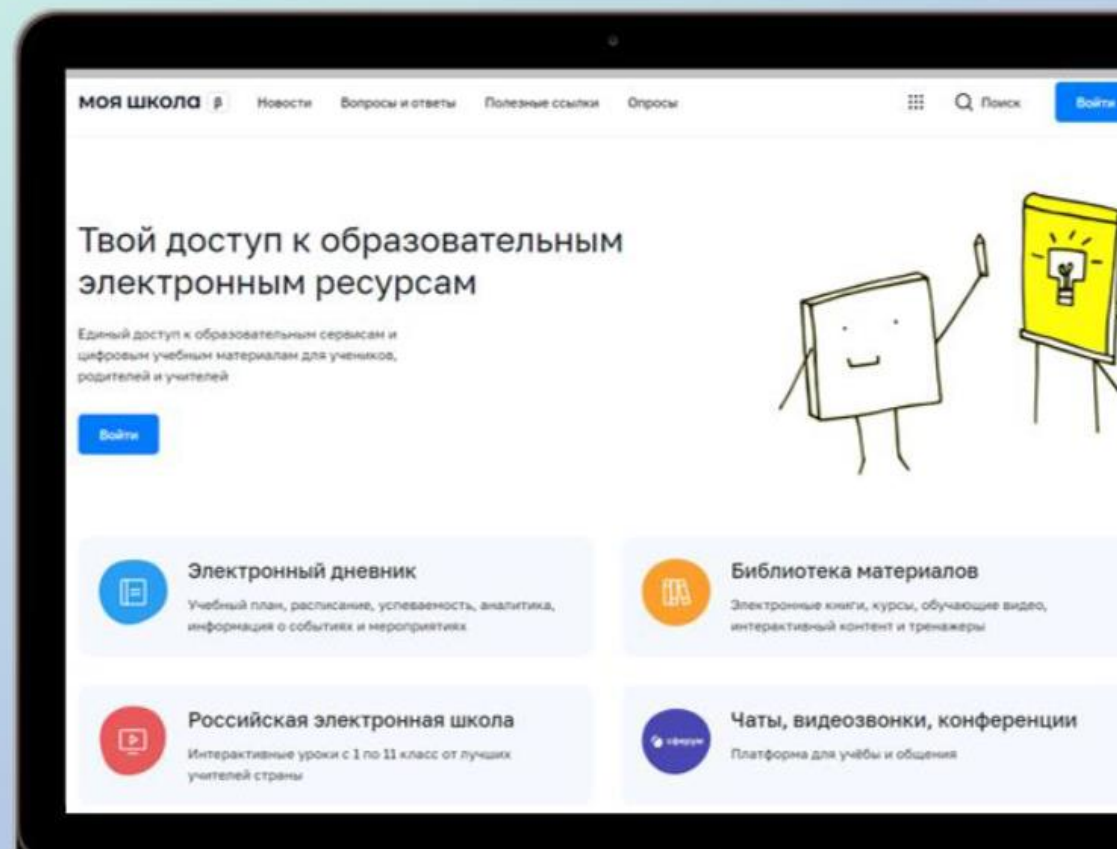 МОЯ ШКОЛА β Новости Вопросы и ответы Полезные ссылки Опросы Поиск Войти
Твой доступ к образовательным
электронным ресурсам
Единый доступ к образовательным сервисам и
цифровым учебным материалам для учеников,
родителей и учителей
Войти
Электронный дневник
Учебный план, расписание, успеваемость, аналитика,
информация о событиях и мероприятиях
Библиотека материалов
Электронные книги, курсы, обучающие видео,
интерактивный контент и тренажеры
Российская электронная школа
Интерактивные уроки с 1 по 11 класс от лучших
учителей страны
сферум
Чаты, видеозвонки, конференции
Платформа для учёбы и общения